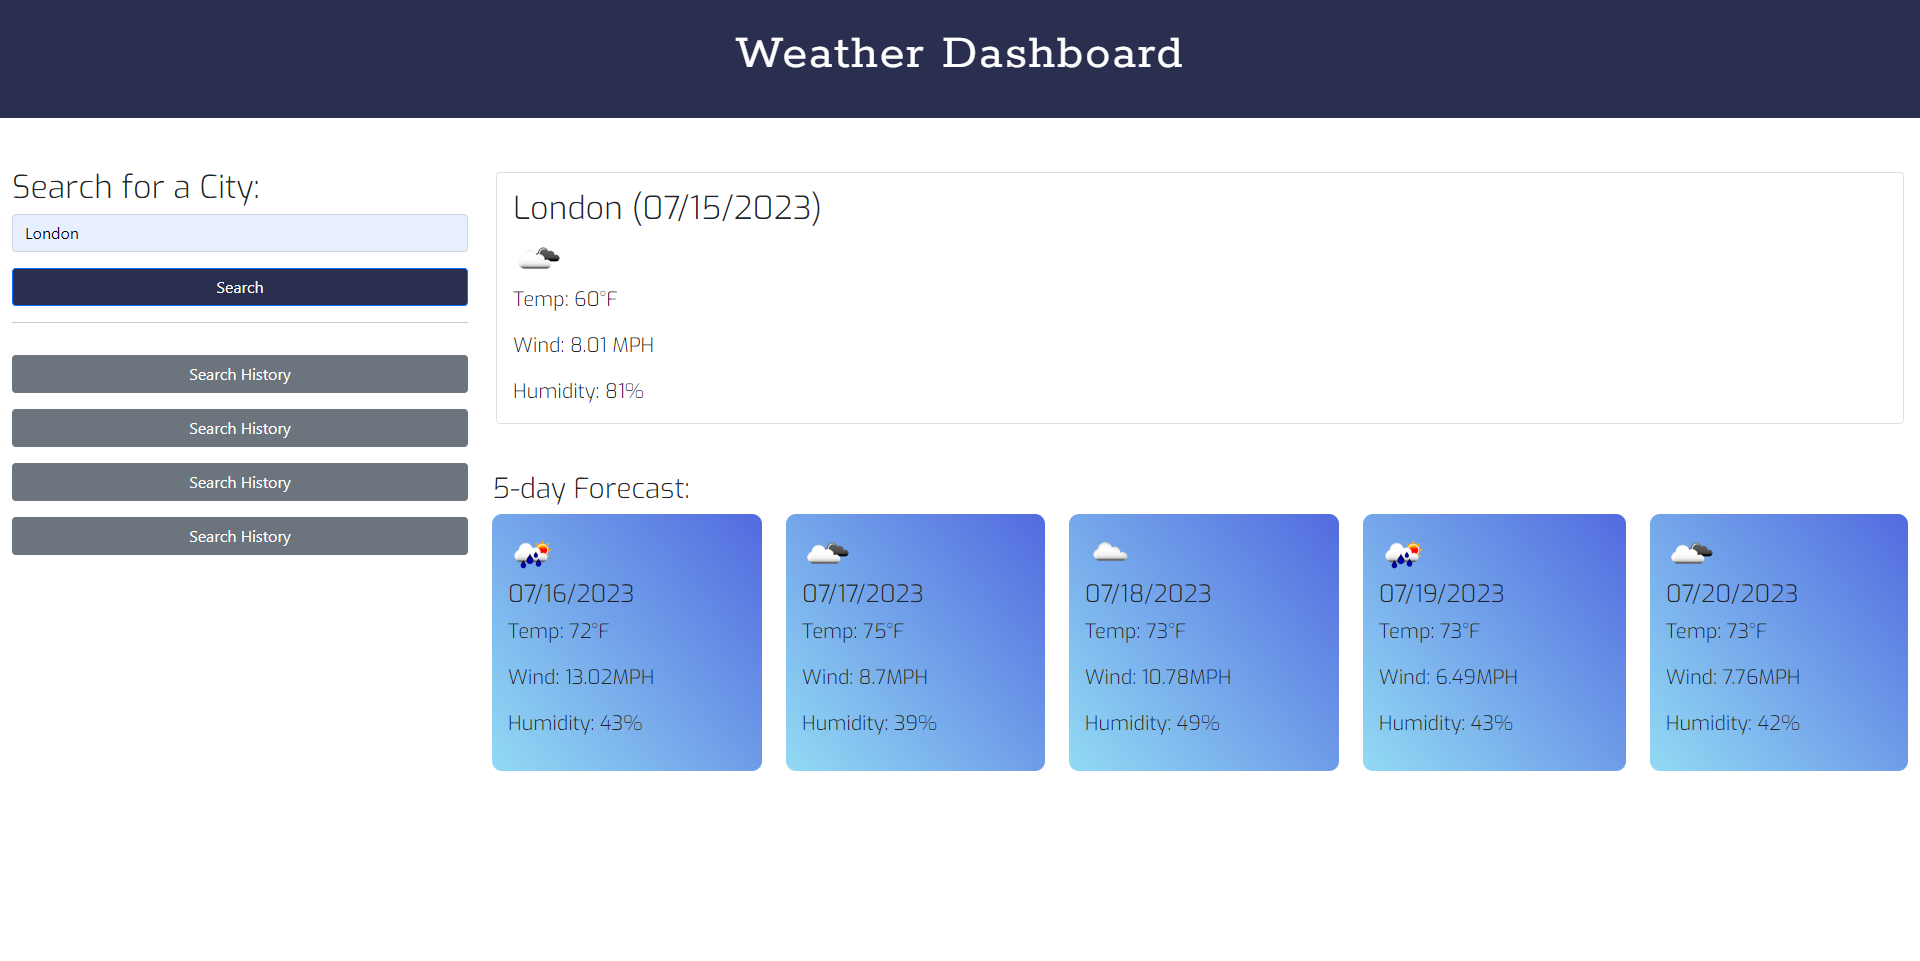 Weather Dashboard
Search for a City:
London
Search
Search History
Search History
Search History
Search History
London (07/15/2023)
Temp: 60°F
Wind: 8.01 MPH
Humidity: 81%
5-day Forecast:
07/16/2023
Temp: 72°F
Wind: 13.02MPH
Humidity: 43%
07/17/2023
Temp: 75°F
Wind: 8.7MPH
Humidity: 39%
07/18/2023
Temp: 73°F
Wind: 10.78MPH
Humidity: 49%
07/19/2023
Temp: 73°F
Wind: 6.49MPH
Humidity: 43%
07/20/2023
Temp: 73°F
Wind: 7.76MPH
Humidity: 42%